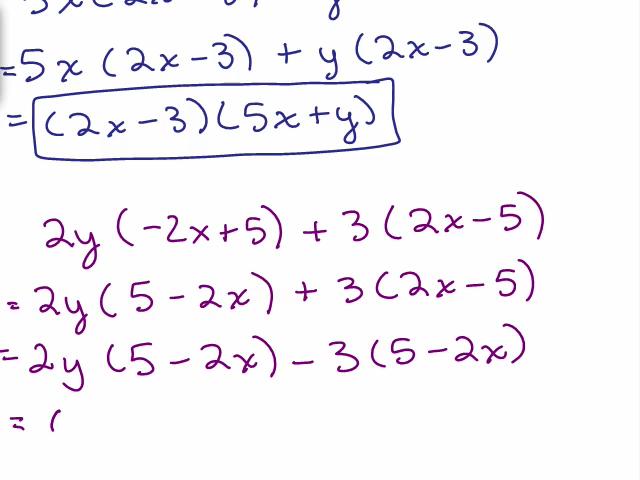 =5x(2x-3)+y(2x-3)
=(2x-3)(5x+y)
2y(-2x+5)+3(2x-5)
=2y(5-2x)+3(2x-5)
=2y(5-2x)-3(5-2x)
=(